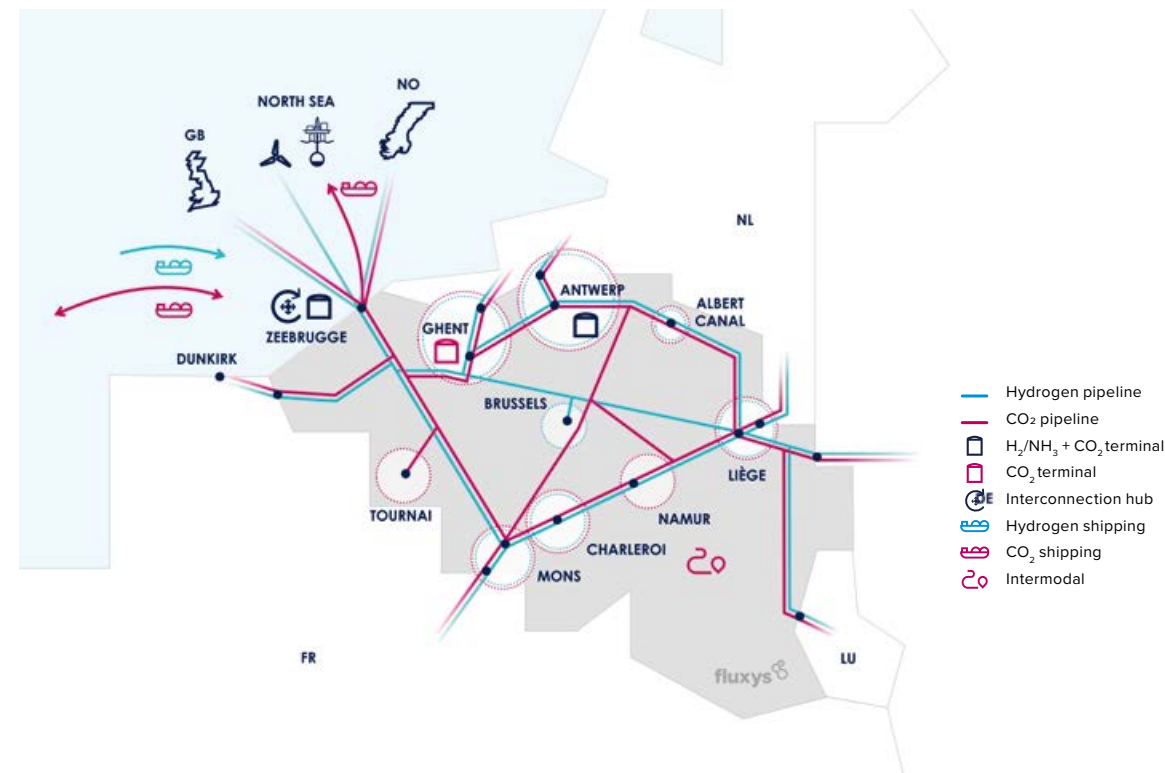 NO
NORTH SEA
GB
NL
ANTWERP
ALBERT
CANAL
GHENT
ZEEBRUGGE
DUNKIRK
BRUSSELS
LIÈGE
TOURNAI
NAMUR
CHARLEROI
MONS
FR
LU
fluxys
Hydrogen pipeline
CO₂ pipeline
H₂/NH₃ + CO₂ terminal
CO₂ terminal
DE
Interconnection hub
Hydrogen shipping
CO₂ shipping
Intermodal